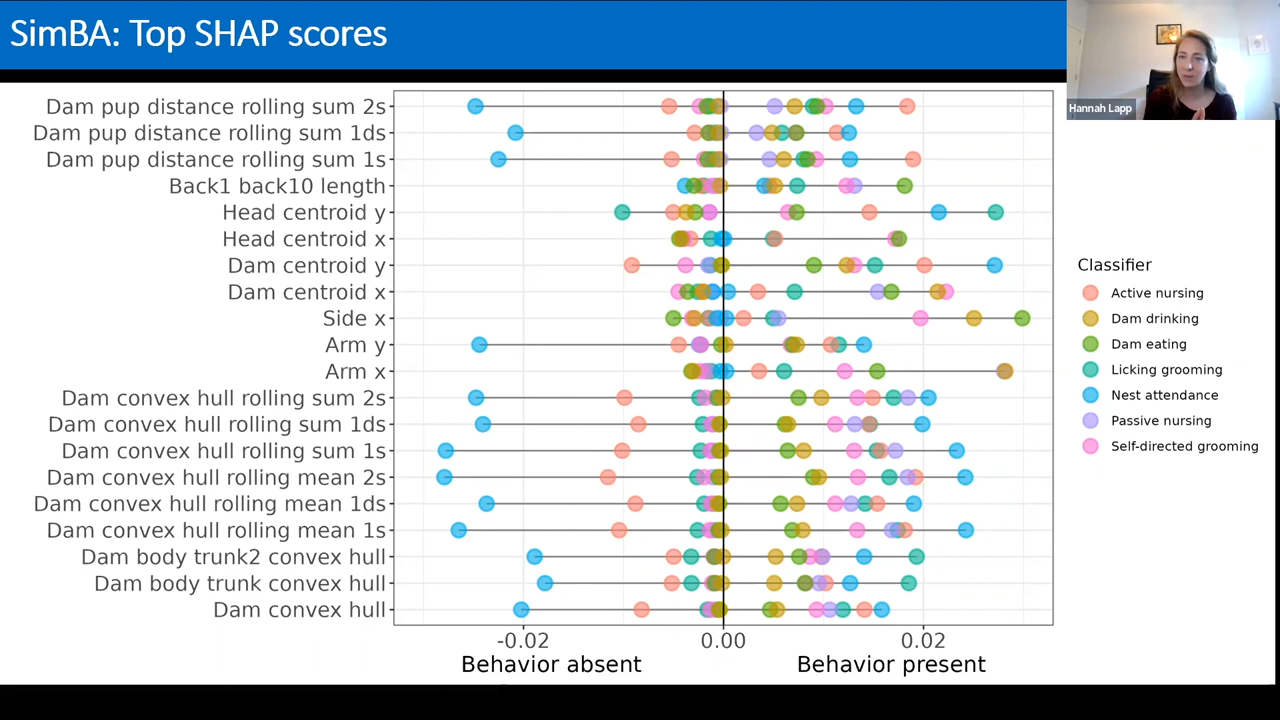 SimBA: Top SHAP scores
Hannah Lapp
Dam pup distance rolling sum 2s
Dam pup distance rolling sum 1ds
Dam pup distance rolling sum 1s
Back1 back10 length
Head centroid y
Head centroid x
Dam centroid y
Dam centroid x
Side x
Arm y
Arm x
Dam convex hull rolling sum 2s
Dam convex hull rolling sum 1ds
Dam convex hull rolling sum 1s
Dam convex hull rolling mean 2s
Dam convex hull rolling mean 1ds
Dam convex hull rolling mean 1s
Dam body trunk2 convex hull
Dam body trunk convex hull
Dam convex hull
-0.02 0.00 0.02
Behavior absent Behavior present
Classifier
Active nursing
Dam drinking
Dam eating
Licking grooming
Nest attendance
Passive nursing
Self-directed grooming